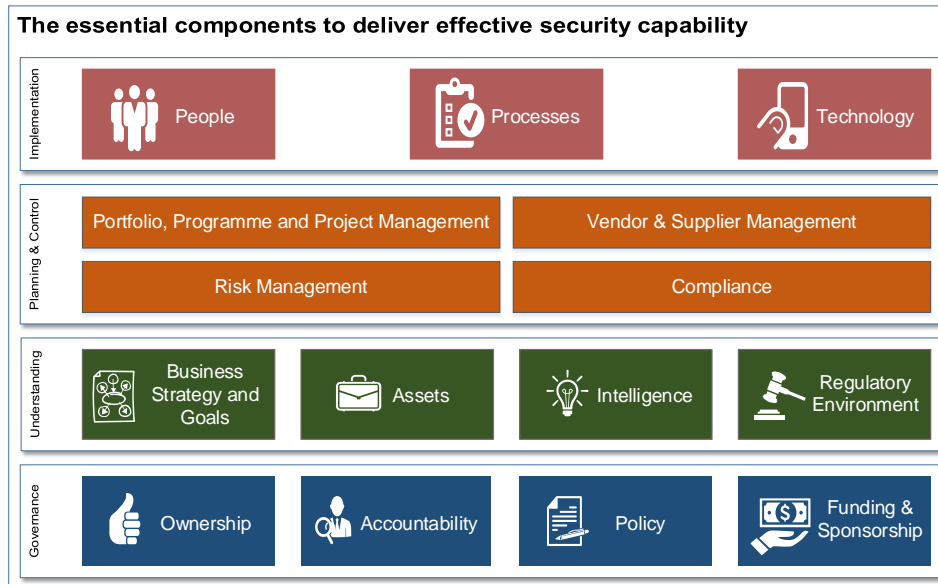 The essential components to deliver effective security capability
Implementation
People
Processes
Technology
Planning & Control
Portfolio, Programme and Project Management
Vendor & Supplier Management
Risk Management
Compliance
Understanding
Business
Strategy and
Goals
Assets
Intelligence
Regulatory
Environment
Governance
Ownership
Accountability
Policy
$
Funding &
Sponsorship